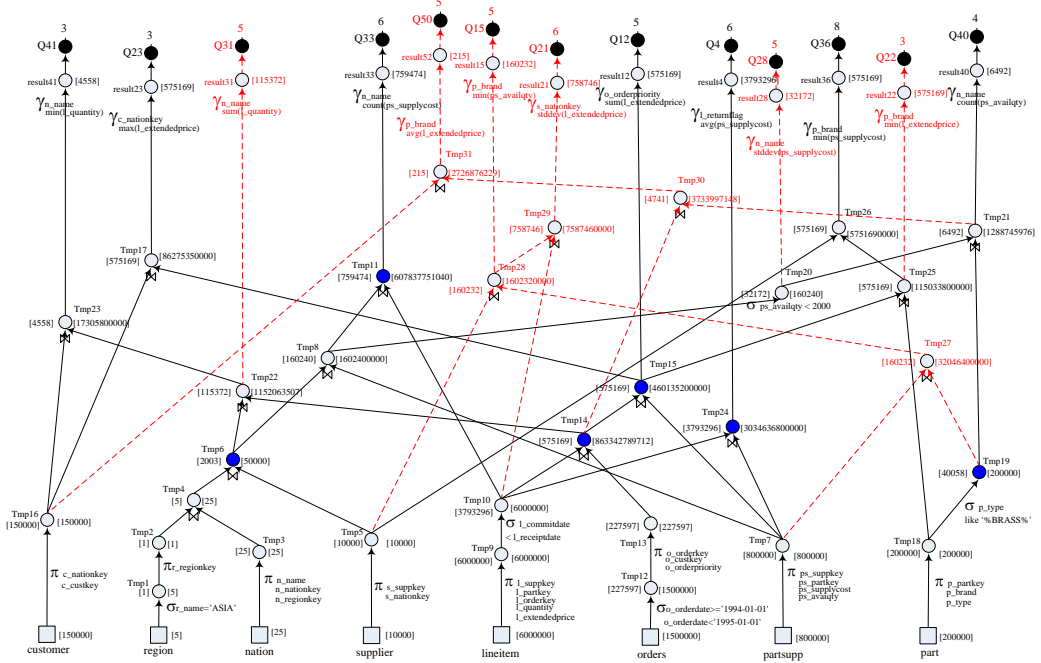 3 3 5 6 5 5 6 5 6 5 8 3 4
Q41 Q23 Q31 Q33 Q50 Q15 Q21 Q12 Q4 Q28 Q36 Q22 Q40
result41 [4558]
result23 [575169]
result31 [115372]
result33 [759474]
result52 [215]
result15 [160232]
result21 [758746]
result12 [575169]
result4 [3793296]
result28 [32172]
result36 [575169]
result22 [575169]
result40 [6492]
γ n_name
min(l_quantity)
γ c_nationkey
max(l_extendedprice)
γ n_name
sum(l_quantity)
γ n_name
count(ps_supplycost)
γ p_brand
avg(l_extendedprice)
γ p_brand
min(ps_availqty)
γ s_nationkey
stddev(l_extendedprice)
γ o_orderpriority
sum(l_extendedprice)
γ l_returnflag
avg(ps_supplycost)
γ n_name
stddev(ps_supplycost)
γ p_brand
min(ps_supplycost)
γ p_brand
min(l_extendedprice)
γ n_name
count(ps_availqty)
Tmp31
[215] [2726876229]
Tmp30
[4741] [3733997148]
Tmp29
[758746] [7587460000]
Tmp26
[575169] [5751690000]
Tmp21
[6492] [1288745976]
Tmp17
[575169] [86275350000]
Tmp11
[759474] [607837751040]
Tmp28
[160232] [1602320000]
Tmp20
[32172] [160240]
σ ps_availqty < 2000
Tmp25
[575169] [115033800000]
Tmp23
[4558] [17305800000]
Tmp8
[160240] [1602400000]
Tmp27
[160232] [32046400000]
Tmp22
[115372] [1152063507]
Tmp15
[575169] [460135200000]
Tmp14
[575169] [863342789712]
Tmp24
[3793296] [3034636800000]
Tmp6
[2003] [50000]
Tmp19
[40058] [200000]
σ p_type
like '%BRASS%'
Tmp4
[5] [25]
Tmp16
[150000] [150000]
Tmp10
[3793296] [6000000]
σ l_commitdate
< l_receiptdate
[227597] [227597]
Tmp13
Tmp2
[1] [1]
Tmp3
[25] [25]
Tmp5
[10000] [10000]
Tmp9
[6000000] [6000000]
Tmp7
[800000] [800000]
Tmp18
[200000] [200000]
π c_nationkey
c_custkey
π r_regionkey
Tmp1
[1] [5]
σ r_name='ASIA'
π n_name
n_nationkey
n_regionkey
π s_suppkey
s_nationkey
π l_suppkey
l_partkey
l_orderkey
l_quantity
l_extendedprice
π o_orderkey
o_custkey
o_orderpriority
Tmp12
[227597] [1500000]
σ o_orderdate>='1994-01-01'
o_orderdate<'1995-01-01'
π ps_suppkey
ps_partkey
ps_supplycost
ps_avaiqly
π p_partkey
p_brand
p_type
[150000] [5] [25] [10000] [6000000] [1500000] [800000] [200000]
customer region nation supplier lineitem orders partsupp part